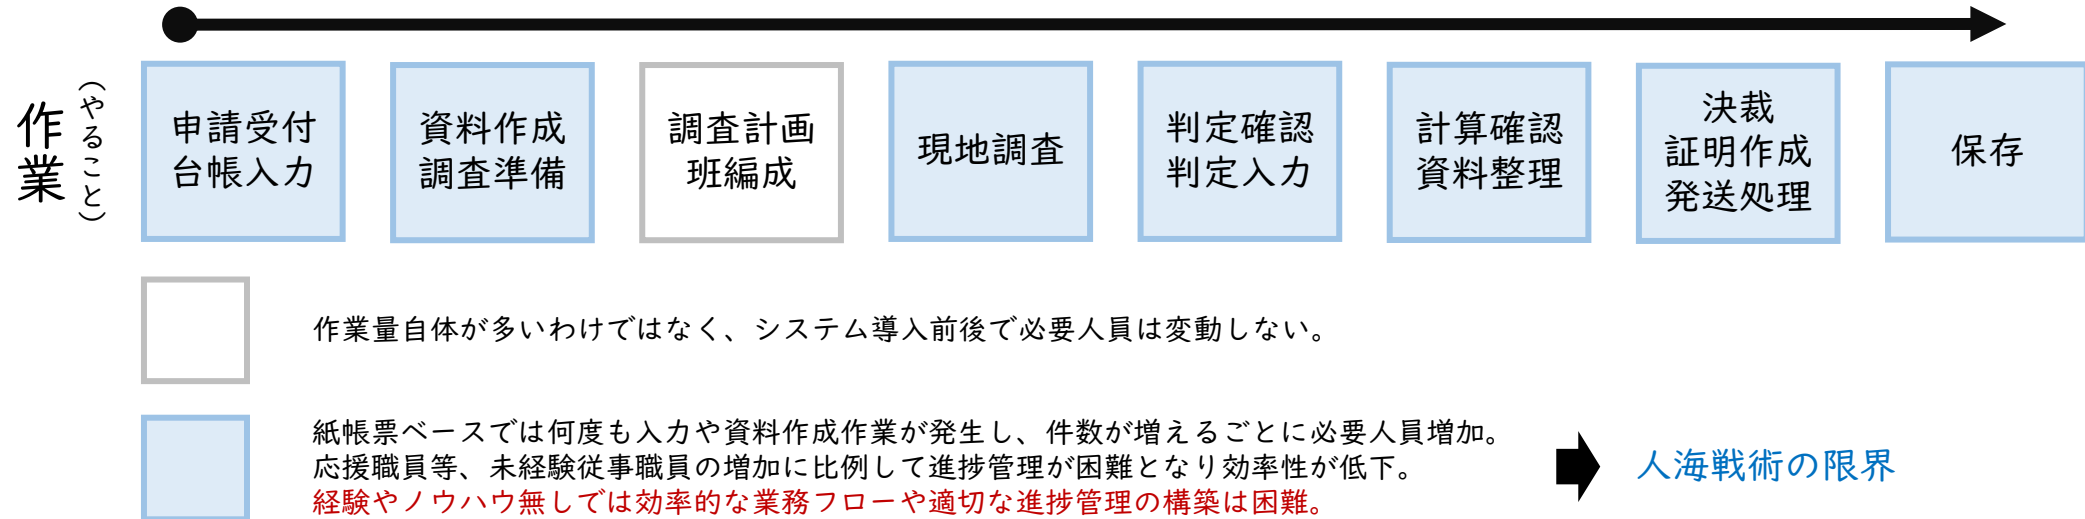 作業
（やること）
申請受付
台帳入力
資料作成
調査準備
調査計画
班編成
現地調査
判定確認
判定入力
計算確認
資料整理
決裁
証明作成
発送処理
保存
作業量自体が多いわけではなく、システム導入前後で必要人員は変動しない。
紙帳票ベースでは何度も入力や資料作成作業が発生し、件数が増えるごとに必要人員増加。
応援職員等、未経験従事職員の増加に比例して進捗管理が困難となり効率性が低下。
経験やノウハウ無しでは効率的な業務フローや適切な進捗管理の構築は困難。
人海戦術の限界